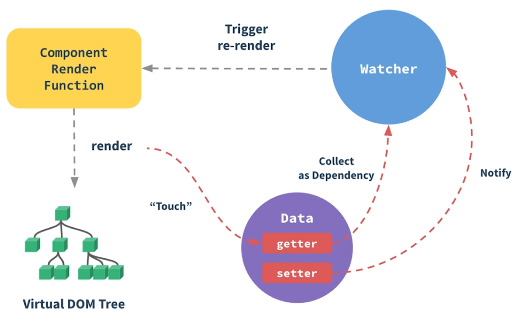 Trigger
re-render
Component
Render
Function
Watcher
render
Collect
as Dependency
Notify
“Touch”
Data
getter
setter
Virtual DOM Tree